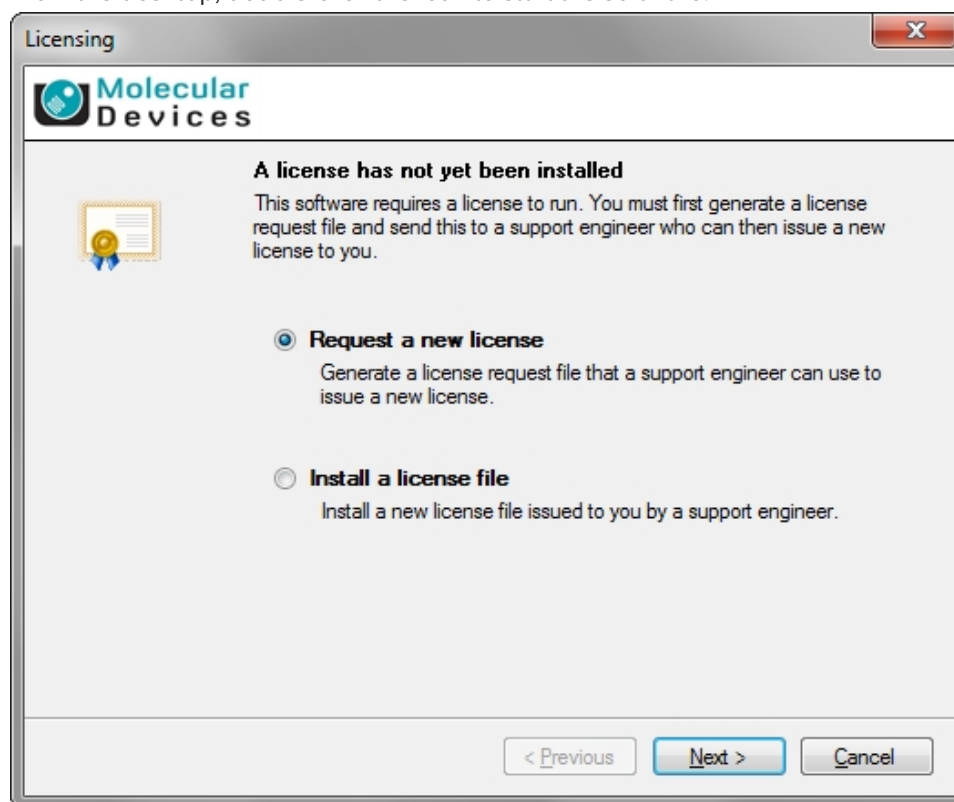 Licensing
Molecular
Devices
A license has not yet been installed
This software requires a license to run. You must first generate a license
request file and send this to a support engineer who can then issue a new
license to you.
Request a new license
Generate a license request file that a support engineer can use to
issue a new license.
Install a license file
Install a new license file issued to you by a support engineer.
< Previous
Next >
Cancel